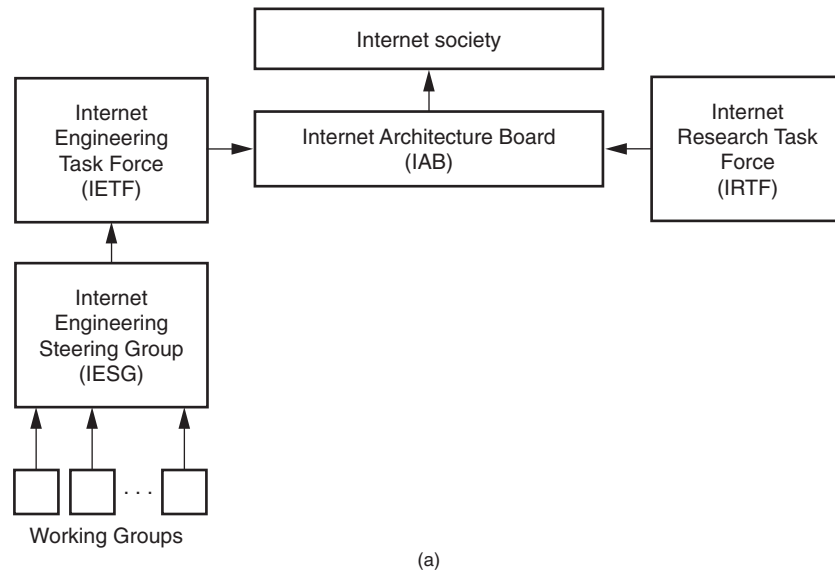 Internet society
Internet
Engineering
Task Force
(IETF)
Internet Architecture Board
(IAB)
Internet
Research Task
Force
(IRTF)
Internet
Engineering
Steering Group
(IESG)
. . .
Working Groups
(a)